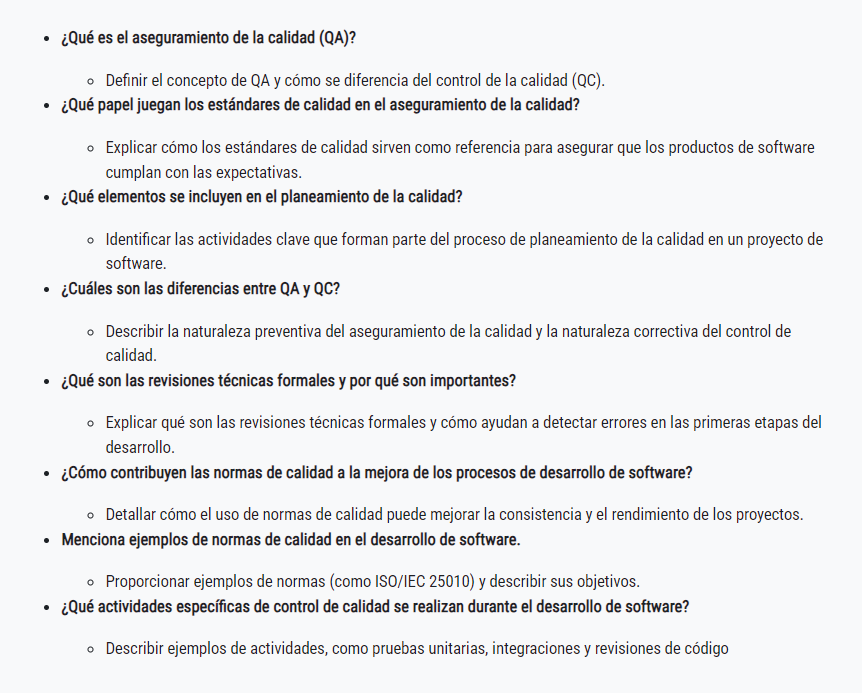 • ¿Qué es el aseguramiento de la calidad (QA)?
◦ Definir el concepto de QA y cómo se diferencia del control de la calidad (QC).
• ¿Qué papel juegan los estándares de calidad en el aseguramiento de la calidad?
◦ Explicar cómo los estándares de calidad sirven como referencia para asegurar que los productos de software
cumplan con las expectativas.
• ¿Qué elementos se incluyen en el planeamiento de la calidad?
◦ Identificar las actividades clave que forman parte del proceso de planeamiento de la calidad en un proyecto de
software.
• ¿Cuáles son las diferencias entre QA y QC?
◦ Describir la naturaleza preventiva del aseguramiento de la calidad y la naturaleza correctiva del control de
calidad.
• ¿Qué son las revisiones técnicas formales y por qué son importantes?
◦ Explicar qué son las revisiones técnicas formales y cómo ayudan a detectar errores en las primeras etapas del
desarrollo.
• ¿Cómo contribuyen las normas de calidad a la mejora de los procesos de desarrollo de software?
◦ Detallar cómo el uso de normas de calidad puede mejorar la consistencia y el rendimiento de los proyectos.
• Menciona ejemplos de normas de calidad en el desarrollo de software.
◦ Proporcionar ejemplos de normas (como ISO/IEC 25010) y describir sus objetivos.
• ¿Qué actividades específicas de control de calidad se realizan durante el desarrollo de software?
◦ Describir ejemplos de actividades, como pruebas unitarias, integraciones y revisiones de código